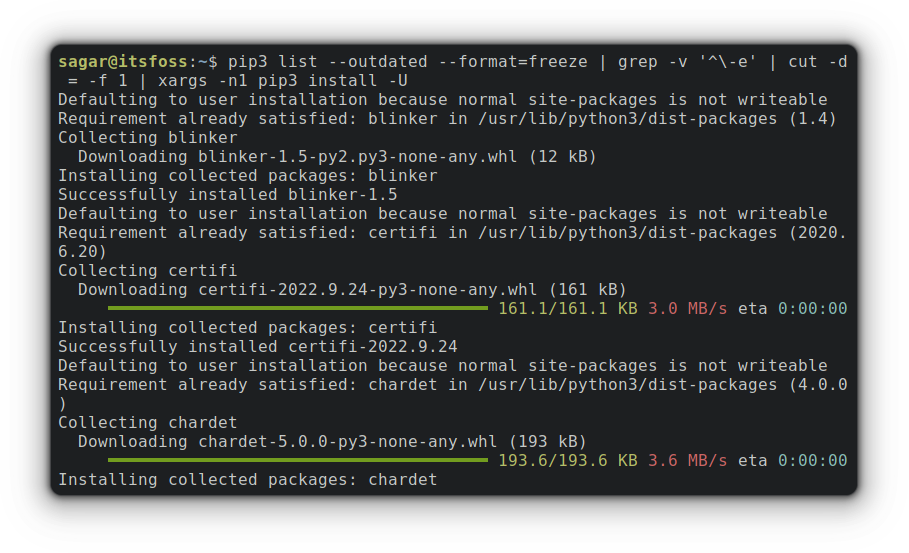 sagar@itsfoss:~$ pip3 list --outdated --format=freeze | grep -v '^\-e' | cut -d
 = -f 1 | xargs -n1 pip3 install -U
Defaulting to user installation because normal site-packages is not writeable
Requirement already satisfied: blinker in /usr/lib/python3/dist-packages (1.4)
Collecting blinker
  Downloading blinker-1.5-py2.py3-none-any.whl (12 kB)
Installing collected packages: blinker
Successfully installed blinker-1.5
Defaulting to user installation because normal site-packages is not writeable
Requirement already satisfied: certifi in /usr/lib/python3/dist-packages (2020.
6.20)
Collecting certifi
  Downloading certifi-2022.9.24-py3-none-any.whl (161 kB)
161.1/161.1 KB 3.0 MB/s eta 0:00:00
Installing collected packages: certifi
Successfully installed certifi-2022.9.24
Defaulting to user installation because normal site-packages is not writeable
Requirement already satisfied: chardet in /usr/lib/python3/dist-packages (4.0.0
)
Collecting chardet
  Downloading chardet-5.0.0-py3-none-any.whl (193 kB)
193.6/193.6 KB 3.6 MB/s eta 0:00:00
Installing collected packages: chardet